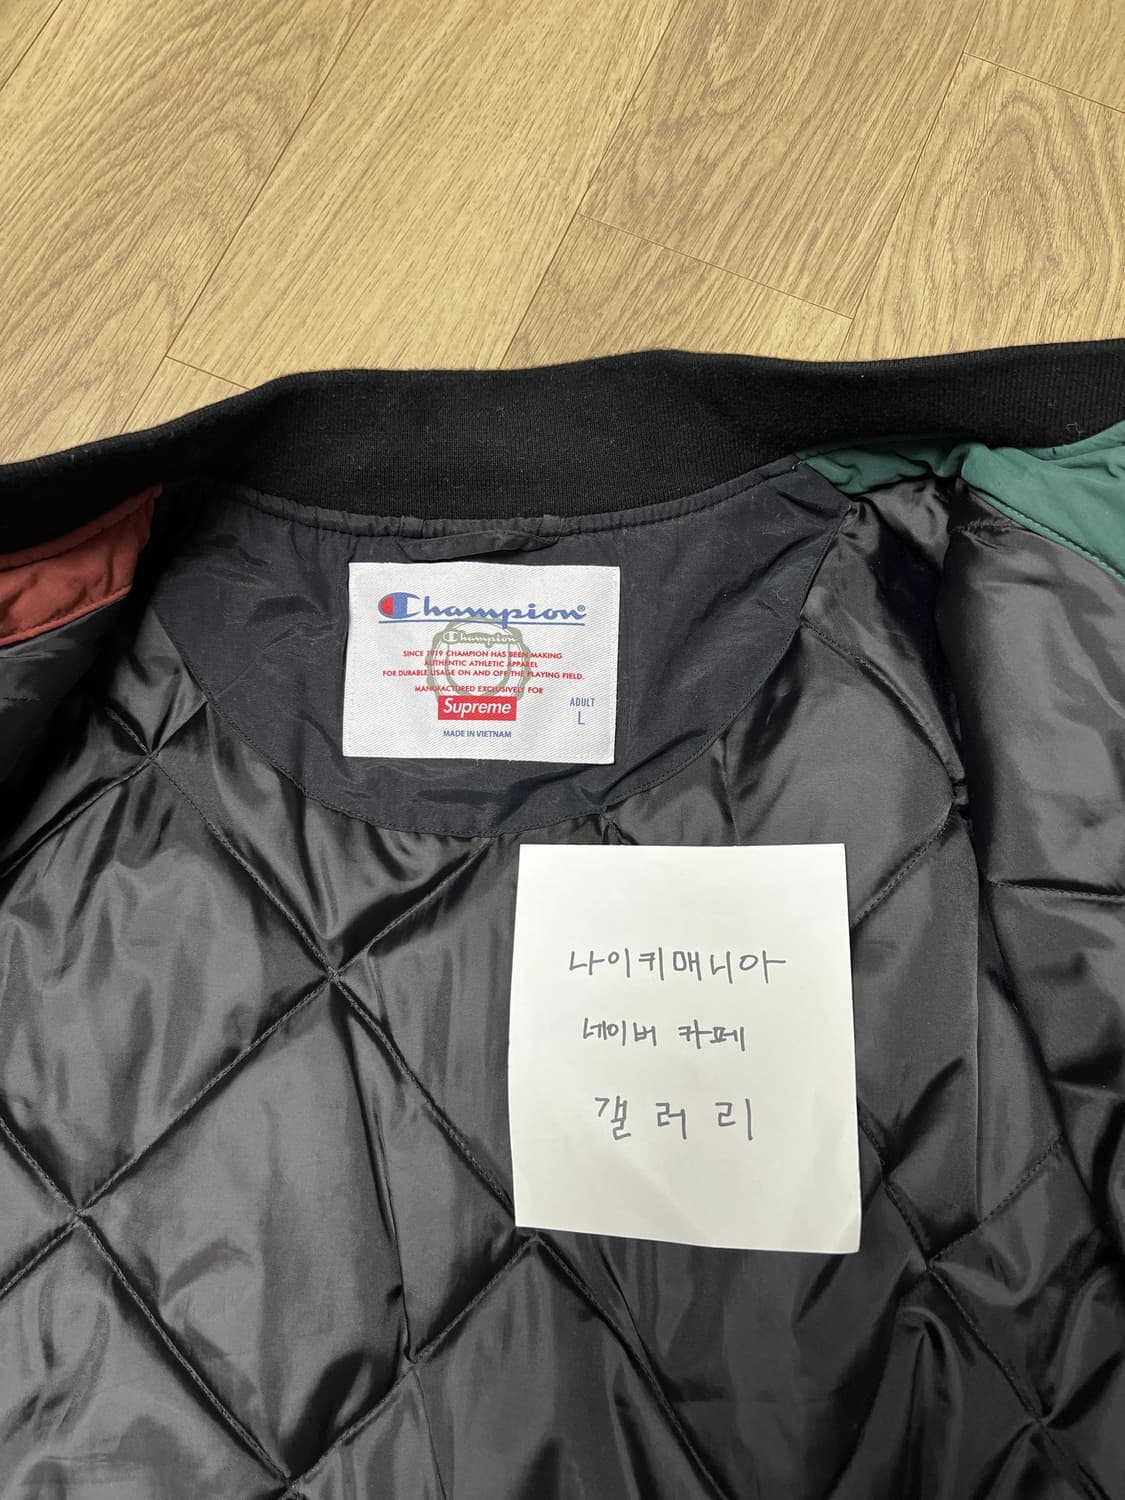 Champion®
Champion
SINCE 1919 CHAMPION HAS BEEN MAKING
AUTHENTIC ATHLETIC APPAREL
FOR DURABLE USAGE ON AND OFF THE PLAYING FIELD.
MANUFACTURED EXCLUSIVELY FOR
Supreme
ADULT
L
MADE IN VIETNAM
나이키매니아
네이버 카페
갤러리